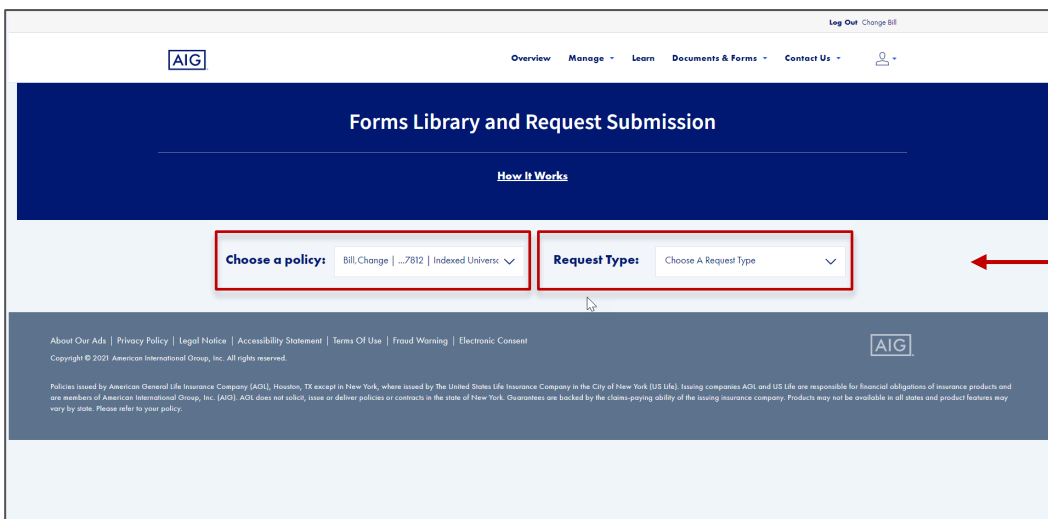 Log Out Change Bill
AIG
Overview Manage Learn Documents & Forms Contact Us
Forms Library and Request Submission
How It Works
Choose a policy: Bill,Change | ...7812 | Indexed Universa Request Type: Choose A Request Type
About Our Ads | Privacy Policy | Legal Notice | Accessibility Statement | Terms Of Use | Fraud Warning | Electronic Consent
AIG
Copyright © 2021 American International Group, Inc. All rights reserved.
Policies issued by American General Life Insurance Company (AGL), Houston, TX except in New York, where issued by The United States Life Insurance Company in the City of New York (US Life). Issuing companies AGL and US Life are responsible for financial obligations of insurance products and
are members of American International Group, Inc. (AIG). AGL does not solicit, issue or deliver policies or contracts in the state of New York. Guarantees are backed by the claims-paying ability of the issuing insurance company. Products may not be available in all states and product features may
vary by state. Please refer to your policy.